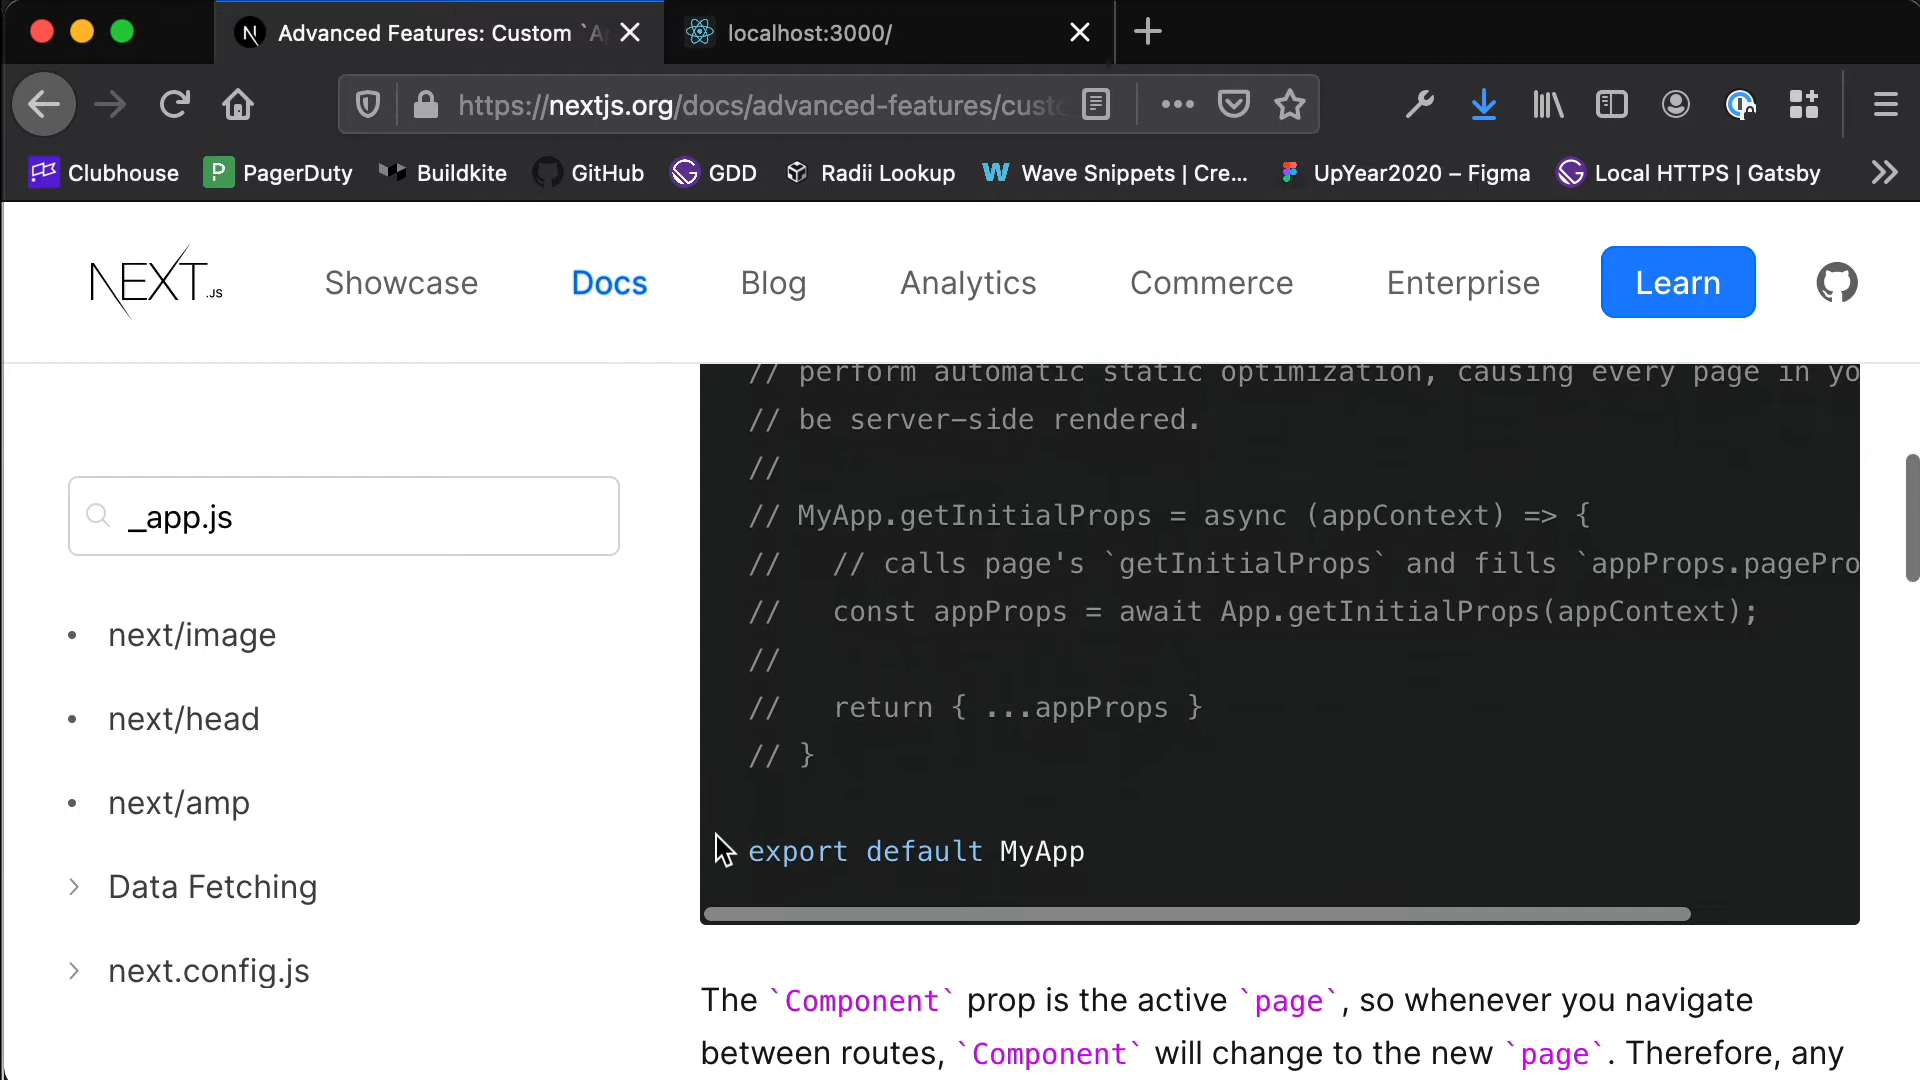 Advanced Features: Custom `A
localhost:3000/
https://nextjs.org/docs/advanced-features/custo
Clubhouse
PagerDuty
Buildkite
GitHub
GDD
Radii Lookup
Wave Snippets | Cre...
UpYear2020 – Figma
Local HTTPS | Gatsby
NEXT.JS
Showcase
Docs
Blog
Analytics
Commerce
Enterprise
Learn
_app.js
next/image
next/head
next/amp
Data Fetching
next.config.js
// perform automatic static optimization, causing every page in yo
// be server-side rendered.
//
// MyApp.getInitialProps = async (appContext) => {
//   // calls page's `getInitialProps` and fills `appProps.pagePro
//   const appProps = await App.getInitialProps(appContext);
//
//   return { ...appProps }
// }
export default MyApp
The `Component` prop is the active `page`, so whenever you navigate
between routes, `Component` will change to the new `page`. Therefore, any